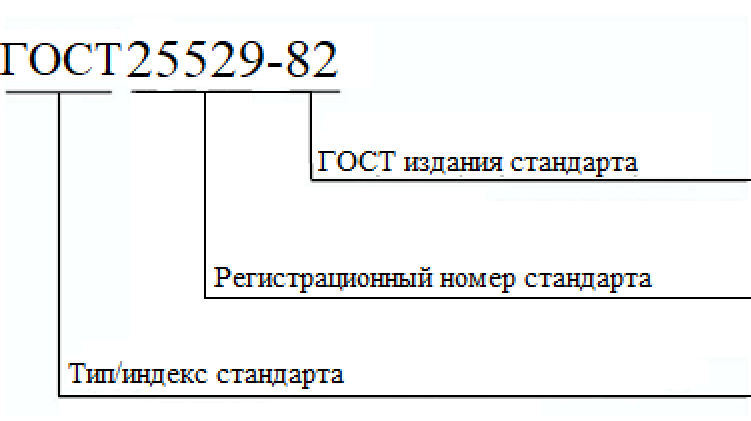 ГОСТ 25529-82
ГОСТ издания стандарта
Регистрационный номер стандарта
Тип/индекс стандарта